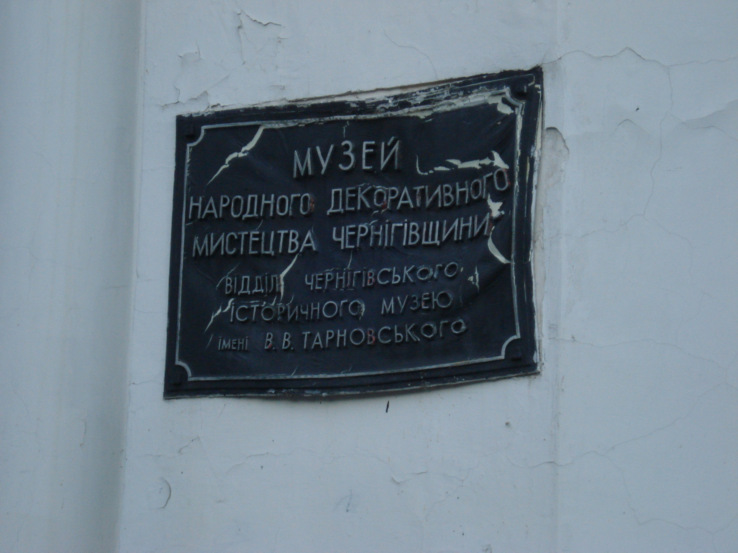 МУЗЕЙ
НАРОДНОГО ДЕКОРАТИВНОГО
МИСТЕЦТВА ЧЕРНІГІВЩИНИ
ВІДДІЛ ЧЕРНІГІВСЬКОГО
ІСТОРИЧНОГО МУЗЕЮ
ІМЕНІ В.В.ТАРНОВСЬКОГО